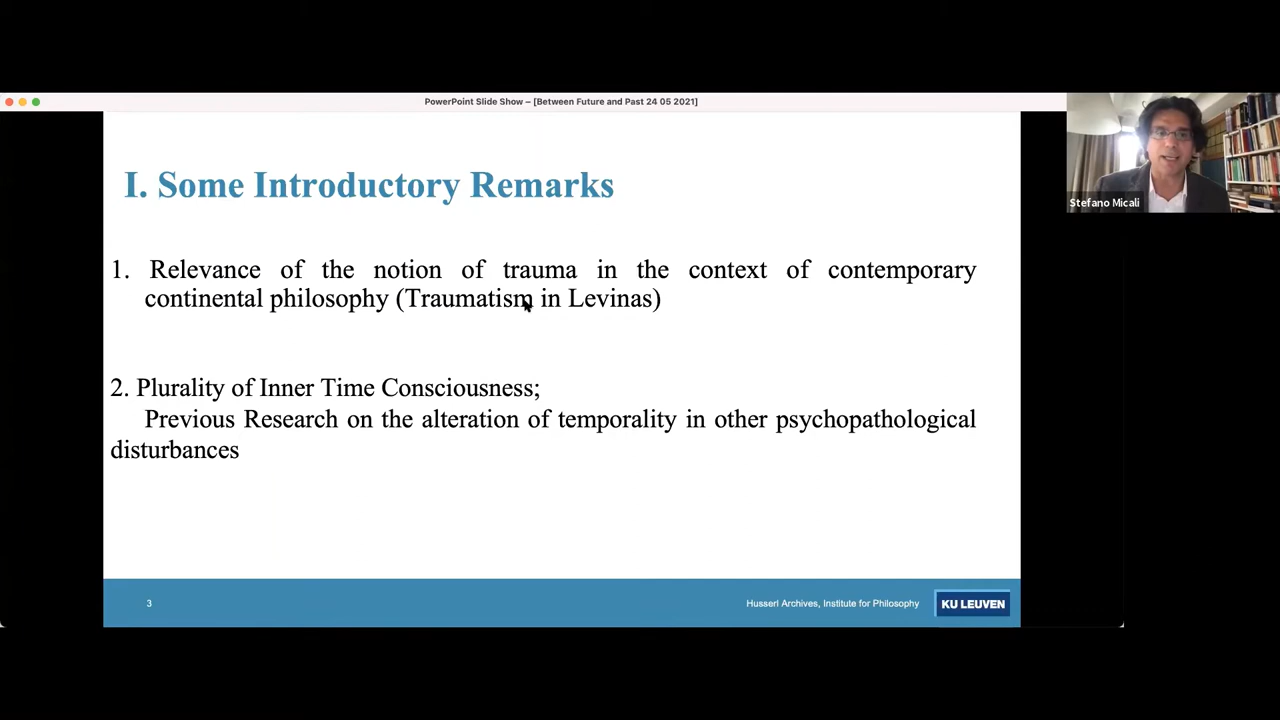 PowerPoint Slide Show – [Between Future and Past 24 05 2021]
Stefano Micali
I. Some Introductory Remarks
1. Relevance of the notion of trauma in the context of contemporary
continental philosophy (Traumatism in Levinas)
2. Plurality of Inner Time Consciousness;
Previous Research on the alteration of temporality in other psychopathological
disturbances
3
Husserl Archives, Institute for Philosophy
KU LEUVEN